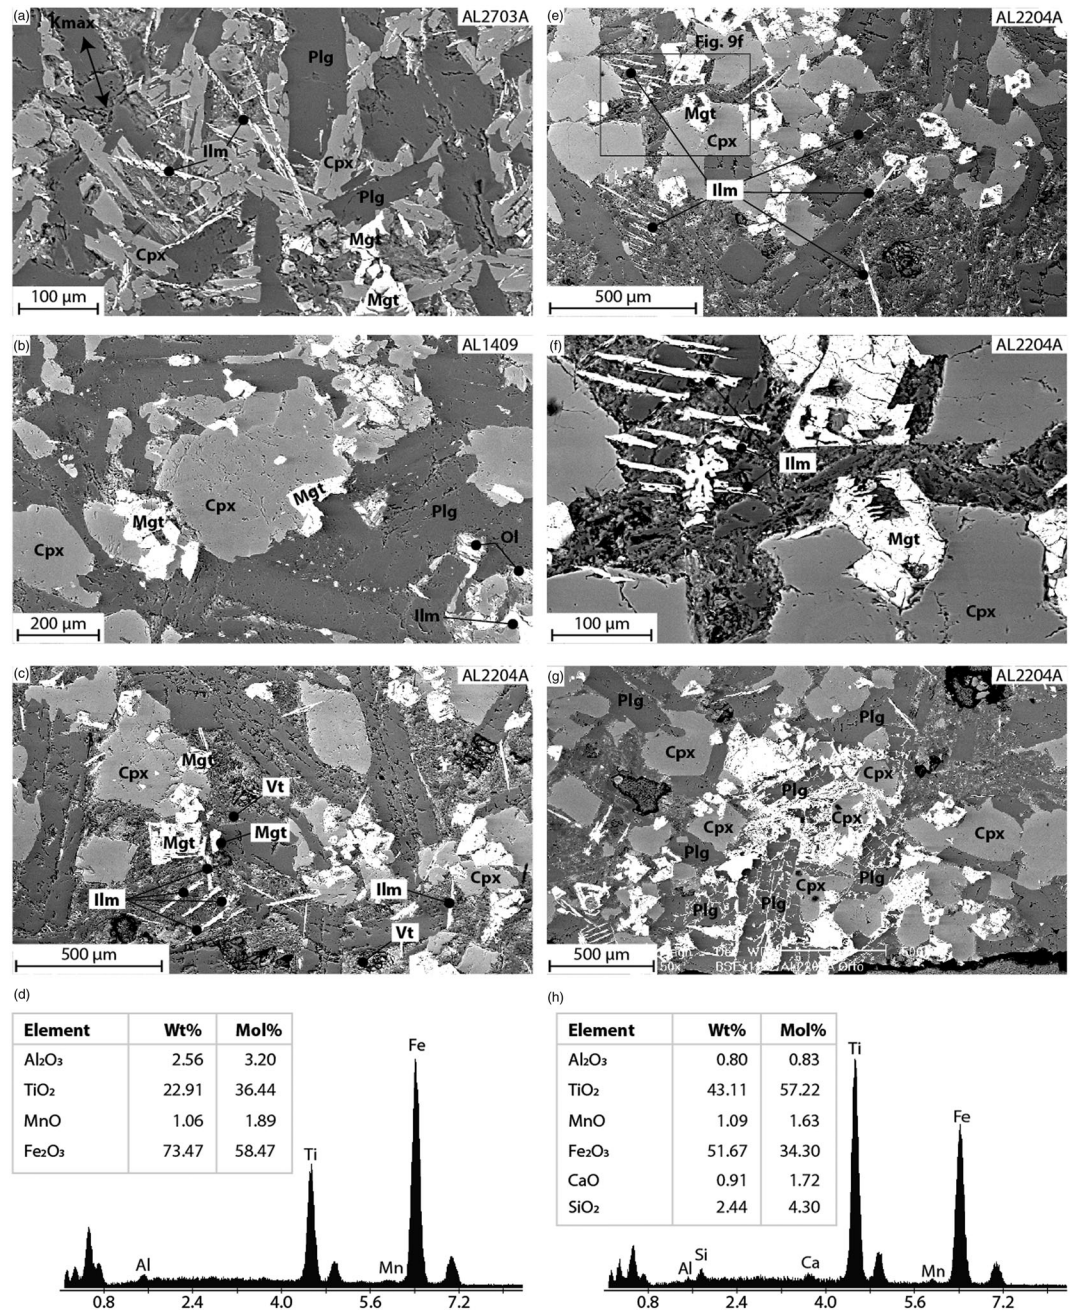 (a)
Kmax
AL2703A
Plg
Ilm
Cpx
Plg
Cpx
Mgt
Mgt
100 µm
(b)
AL1409
Cpx
Mgt
Mgt
Plg
Cpx
Ol
Ilm
200 µm
(c)
AL2204A
Mgt
Cpx
Vt
Mgt
Mgt
Ilm
Ilm
Cpx
Vt
500 µm
(d)
Element Wt% Mol%
Al₂O₃ 2.56 3.20
TiO₂ 22.91 36.44
MnO 1.06 1.89
Fe₂O₃ 73.47 58.47
Fe
Ti
Al
Mn
0.8 2.4 4.0 5.6 7.2
(e)
AL2204A
Fig. 9f
Mgt
Cpx
Ilm
500 µm
(f)
AL2204A
Ilm
Mgt
Cpx
100 µm
(g)
AL2204A
Plg
Plg
Cpx
Cpx
Plg
Cpx
Cpx
Cpx
Plg
Cpx
Plg
Plg
Plg
500 µm
(h)
Element Wt% Mol%
Al₂O₃ 0.80 0.83
TiO₂ 43.11 57.22
MnO 1.09 1.63
Fe₂O₃ 51.67 34.30
CaO 0.91 1.72
SiO₂ 2.44 4.30
Ti
Fe
Al
Si
Ca
Mn
0.8 2.4 4.0 5.6 7.2